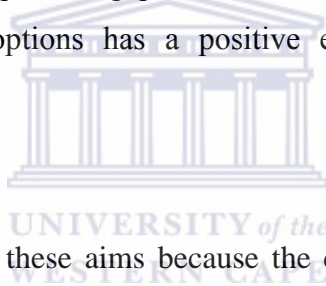 options has a positive e
UNIVERSITY of the
these aims because the
WESTERN CAPE